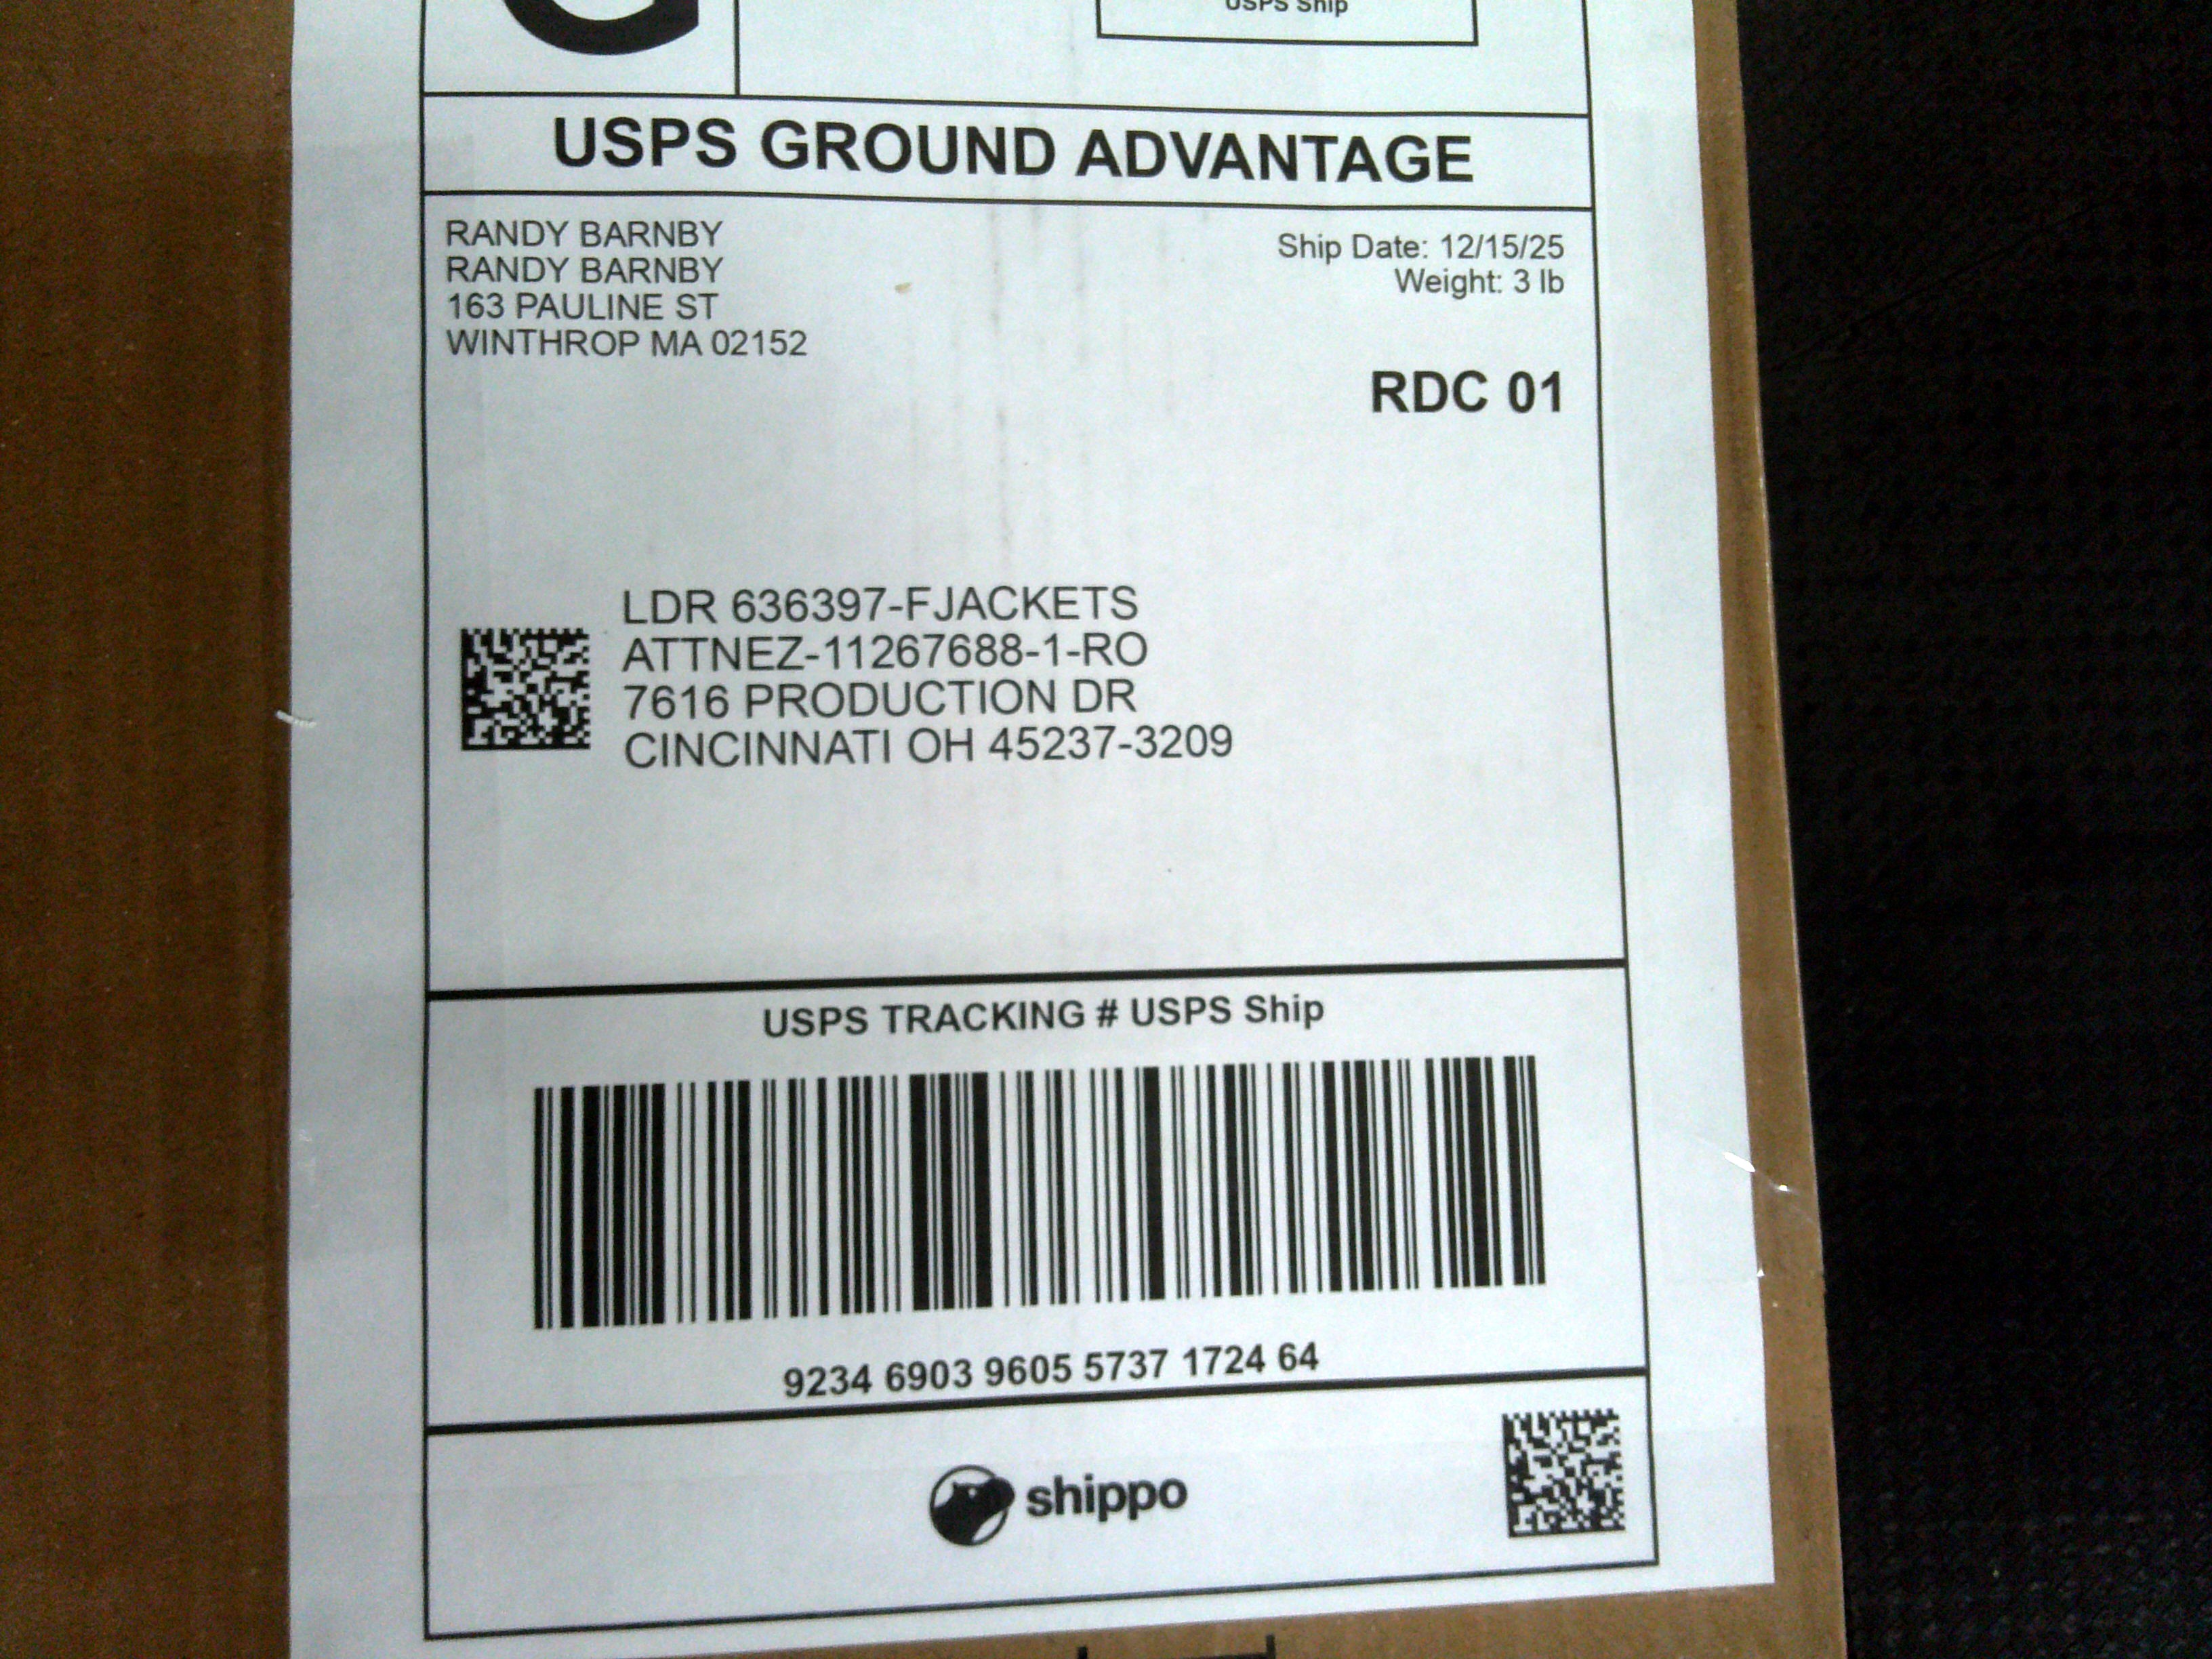 G
USPS Ship
USPS GROUND ADVANTAGE
RANDY BARNBY
RANDY BARNBY
163 PAULINE ST
WINTHROP MA 02152
Ship Date: 12/15/25
Weight: 3 lb
RDC 01
LDR 636397-FJACKETS
ATTNEZ-11267688-1-RO
7616 PRODUCTION DR
CINCINNATI OH 45237-3209
USPS TRACKING # USPS Ship
9234 6903 9605 5737 1724 64
shippo